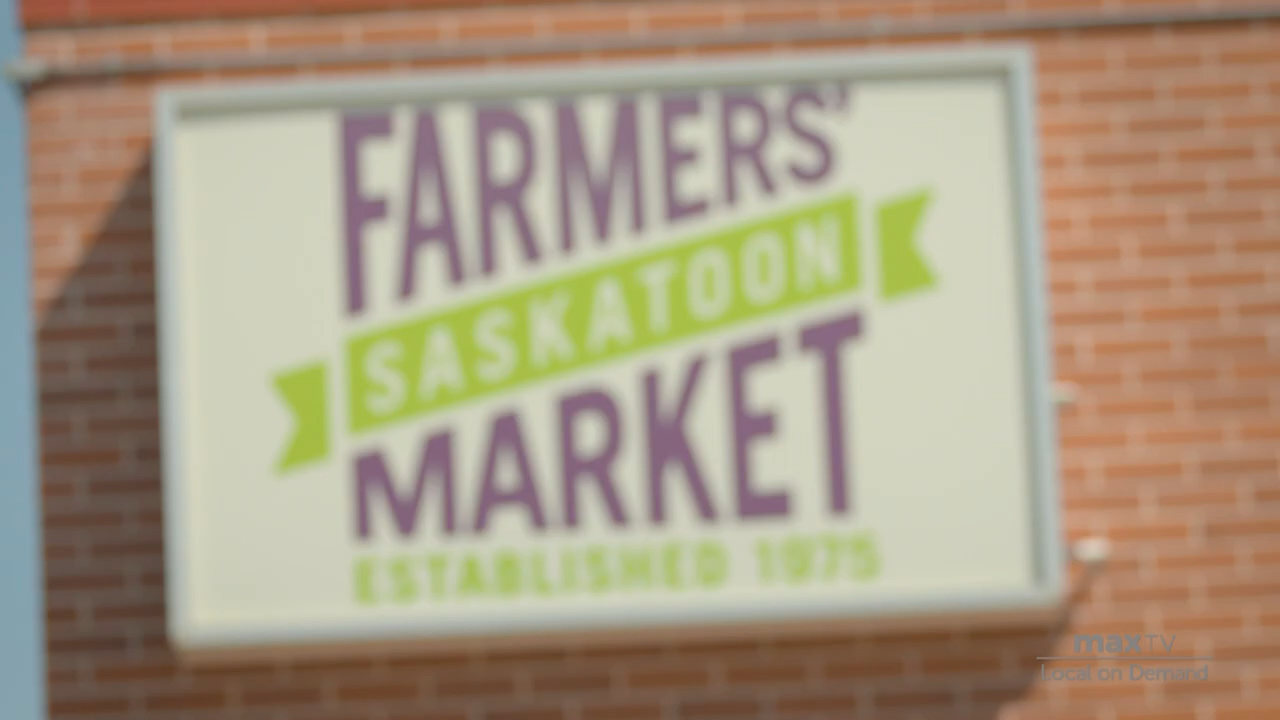 FARMERS'
SASKATOON
MARKET
ESTABLISHED 1975
maxTV
Local on Demand